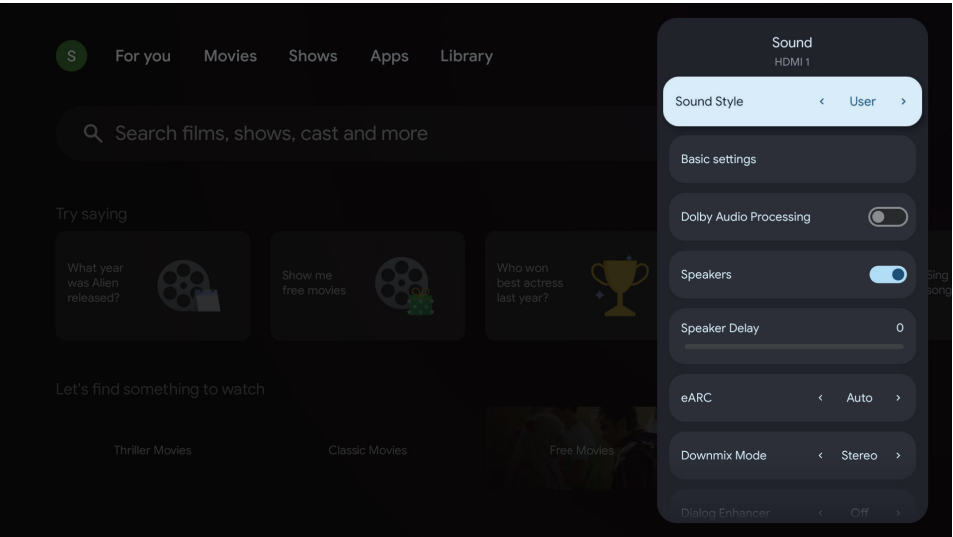 S
For you
Movies
Shows
Apps
Library
Search films, shows, cast and more
Try saying
What year
was Alien
released?
Show me
free movies
Who won
best actress
last year?
Sing
song
Let's find something to watch
Thriller Movies
Classic Movies
Free Movies
Sound
HDMI 1
Sound Style < User >
Basic settings
Dolby Audio Processing
Speakers
Speaker Delay 0
eARC < Auto >
Downmix Mode < Stereo >
Dialog Enhancer < Off >